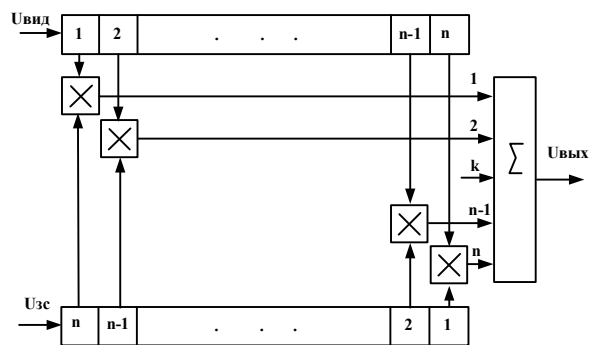 Uвид
1 2 . . . n-1 n
1
2
Uвых
k
∑
n-1
n
Uзс
n n-1 . . . 2 1